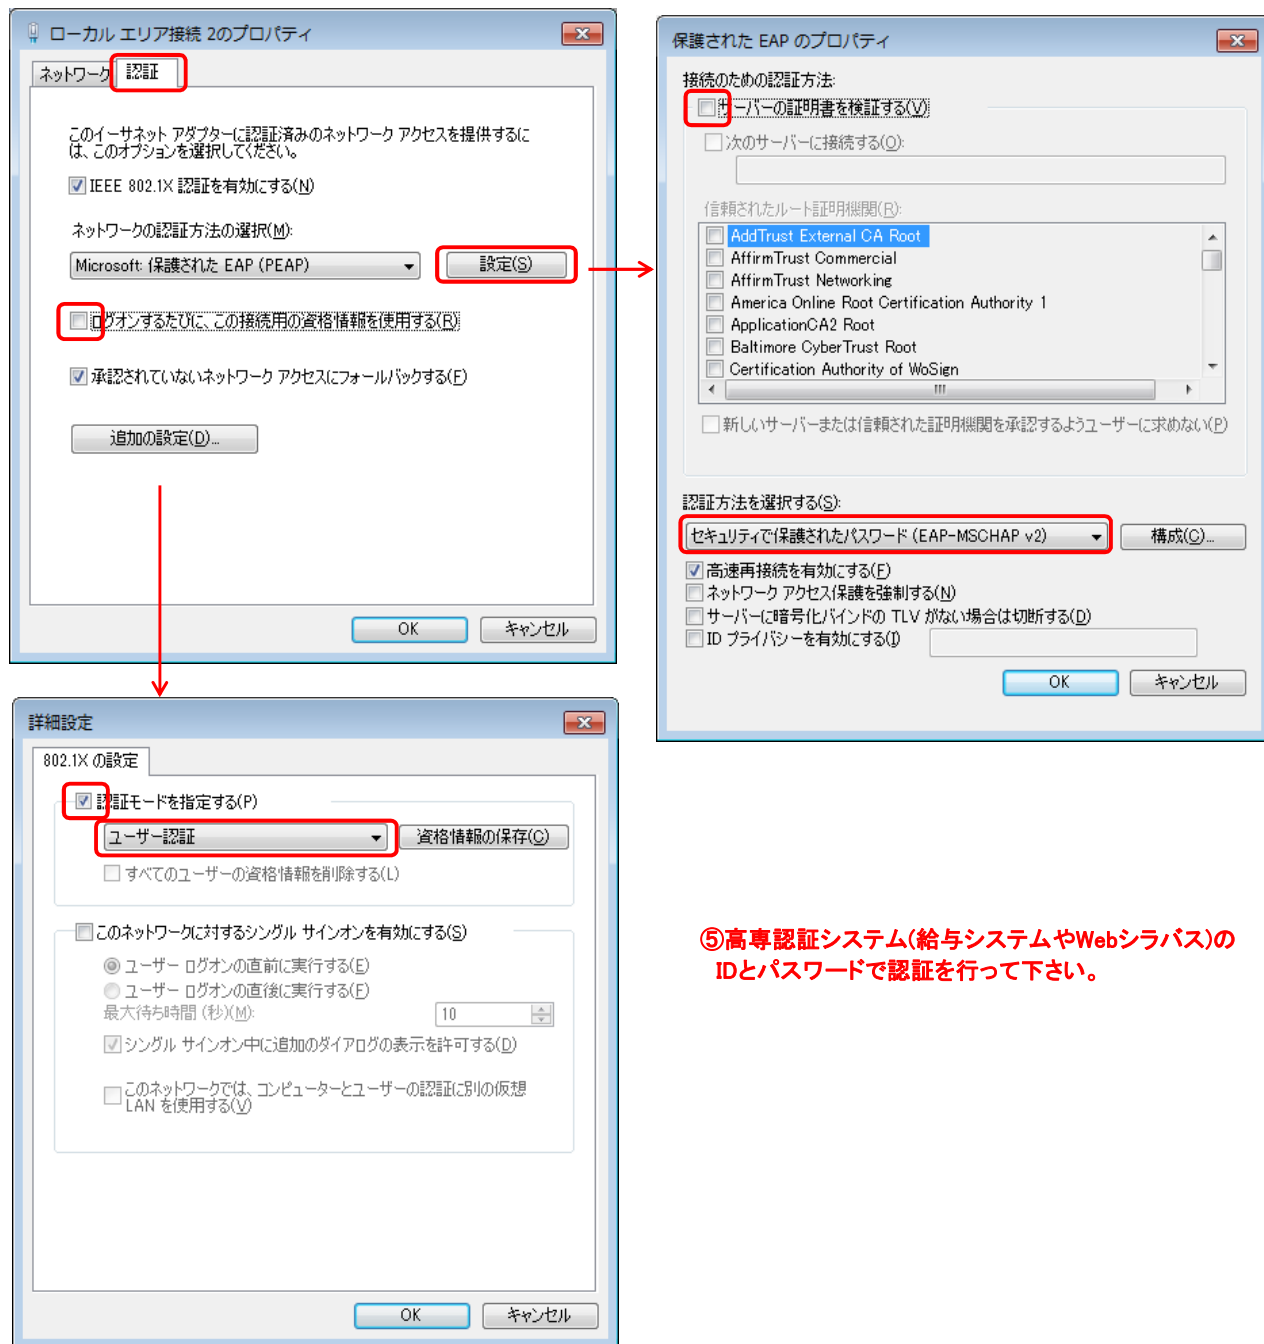 ローカル エリア接続 2のプロパティ
ネットワーク
認証
このイーサネット アダプターに認証済みのネットワーク アクセスを提供するに
は、このオプションを選択してください。
IEEE 802.1X 認証を有効にする(N)
ネットワークの認証方法の選択(M):
Microsoft: 保護された EAP (PEAP)
設定(S)
ログオンするたびに、この接続用の資格情報を使用する(R)
承認されていないネットワーク アクセスにフォールバックする(F)
追加の設定(D)...
OK
キャンセル
保護された EAP のプロパティ
接続のための認証方法:
サーバーの証明書を検証する(V)
次のサーバーに接続する(O):
信頼されたルート証明機関(R):
AddTrust External CA Root
AffirmTrust Commercial
AffirmTrust Networking
America Online Root Certification Authority 1
ApplicationCA2 Root
Baltimore CyberTrust Root
Certification Authority of WoSign
新しいサーバーまたは信頼された証明機関を承認するようユーザーに求めない(P)
認証方法を選択する(S):
セキュリティで保護されたパスワード (EAP-MSCHAP v2)
構成(C)...
高速再接続を有効にする(F)
ネットワーク アクセス保護を強制する(N)
サーバーに暗号化バインドの TLV がない場合は切断する(D)
ID プライバシーを有効にする(I)
OK
キャンセル
詳細設定
802.1X の設定
認証モードを指定する(P)
ユーザー認証
資格情報の保存(C)
すべてのユーザーの資格情報を削除する(L)
このネットワークに対するシングル サインオンを有効にする(S)
ユーザー ログオンの直前に実行する(E)
ユーザー ログオンの直後に実行する(F)
最大待ち時間 (秒)(M):
10
シングル サインオン中に追加のダイアログの表示を許可する(D)
このネットワークでは、コンピューターとユーザーの認証に別の仮想
LAN を使用する(V)
OK
キャンセル
⑤高専認証システム(給与システムやWebシラバス)の
IDとパスワードで認証を行って下さい。